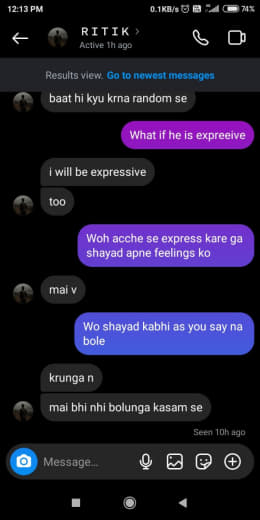 12:13 PM
0.1KB/s
74%
RITIK
Active 1h ago
Results view. Go to newest messages
baat hi kyu krna random se
What if he is expreeive
i will be expressive
too
Woh acche se express kare ga
shayad apne feelings ko
mai v
Wo shayad kabhi as you say na
bole
krunga n
mai bhi nhi bolunga kasam se
Seen 10h ago
Message...